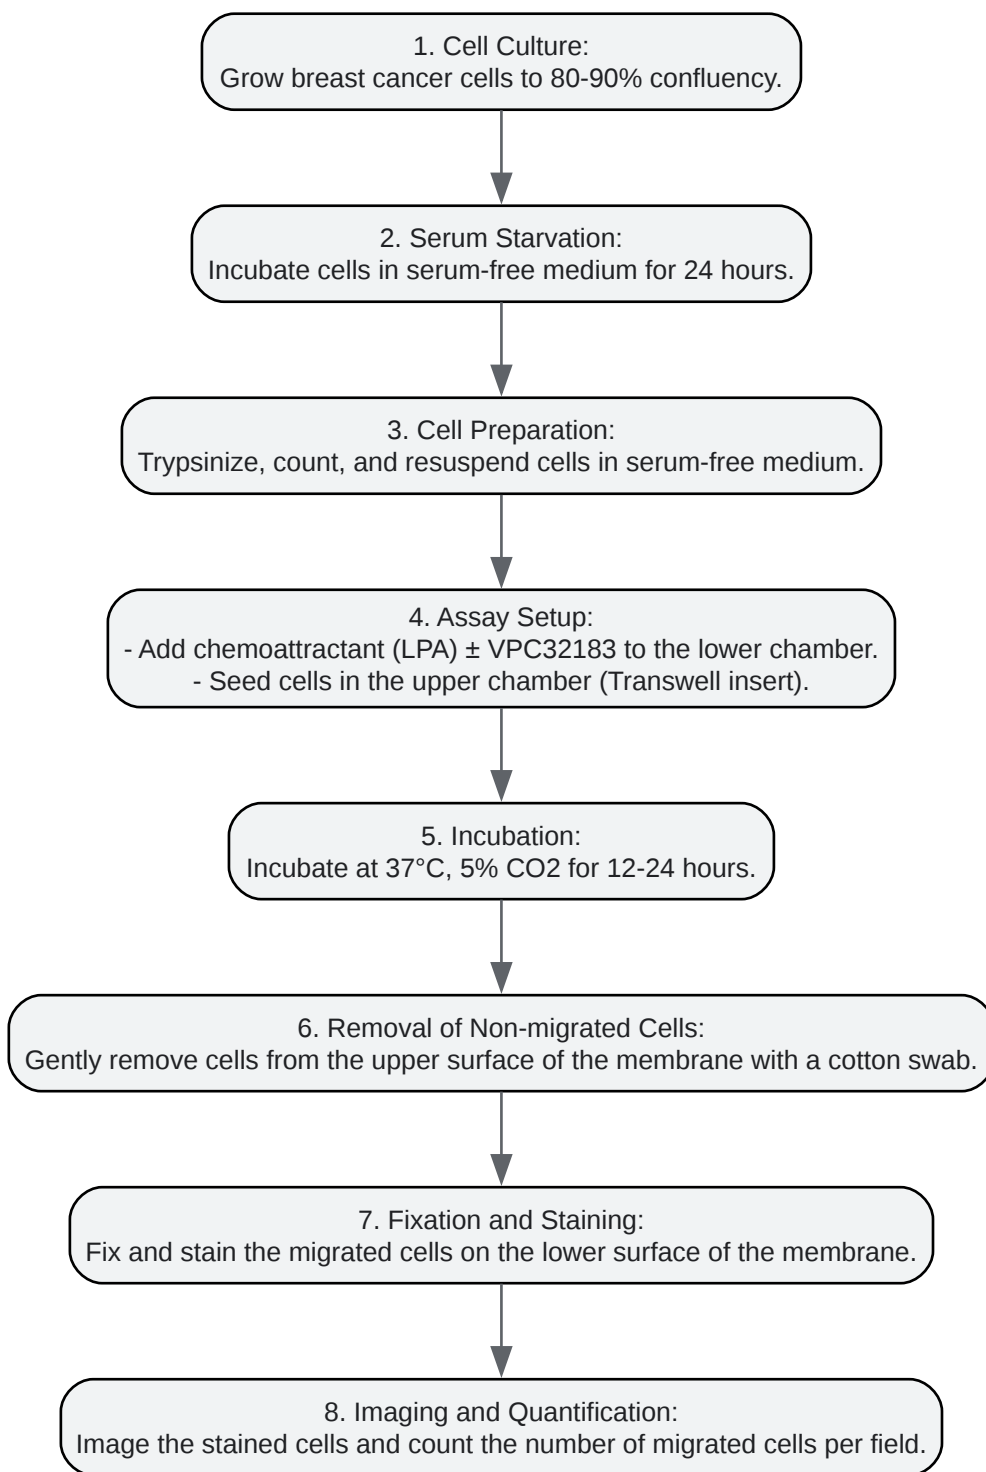 1. Cell Culture:
Grow breast cancer cells to 80-90% confluency.
2. Serum Starvation:
Incubate cells in serum-free medium for 24 hours.
3. Cell Preparation:
Trypsinize, count, and resuspend cells in serum-free medium.
4. Assay Setup:
- Add chemoattractant (LPA) ± VPC32183 to the lower chamber.
- Seed cells in the upper chamber (Transwell insert).
5. Incubation:
Incubate at 37°C, 5% CO2 for 12-24 hours.
6. Removal of Non-migrated Cells:
Gently remove cells from the upper surface of the membrane with a cotton swab.
7. Fixation and Staining:
Fix and stain the migrated cells on the lower surface of the membrane.
8. Imaging and Quantification:
Image the stained cells and count the number of migrated cells per field.